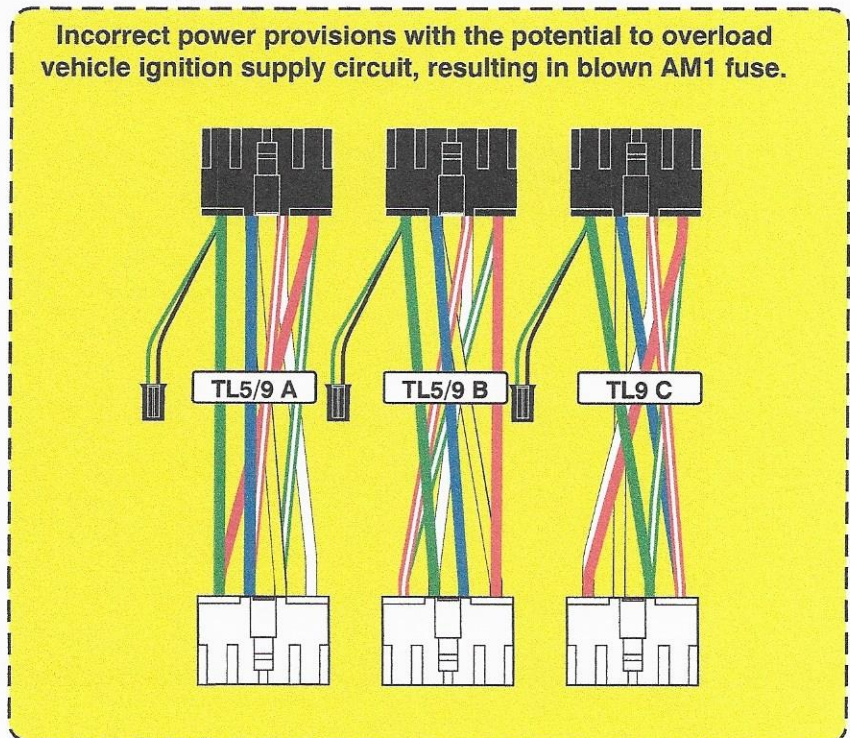 Incorrect power provisions with the potential to overload
vehicle ignition supply circuit, resulting in blown AM1 fuse.
TL5/9 A
TL5/9 B
TL9 C